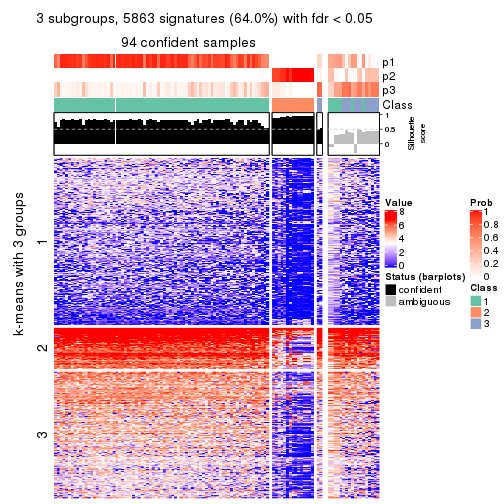 3 subgroups, 5863 signatures (64.0%) with fdr < 0.05
94 confident samples
p1
p2
p3
Class
1
0.5
0
Silhouette
score
k-means with 3 groups
1
2
3
Value
8
6
4
2
0
Status (barplots)
confident
ambiguous
Prob
1
0.8
0.6
0.4
0.2
0
Class
1
2
3